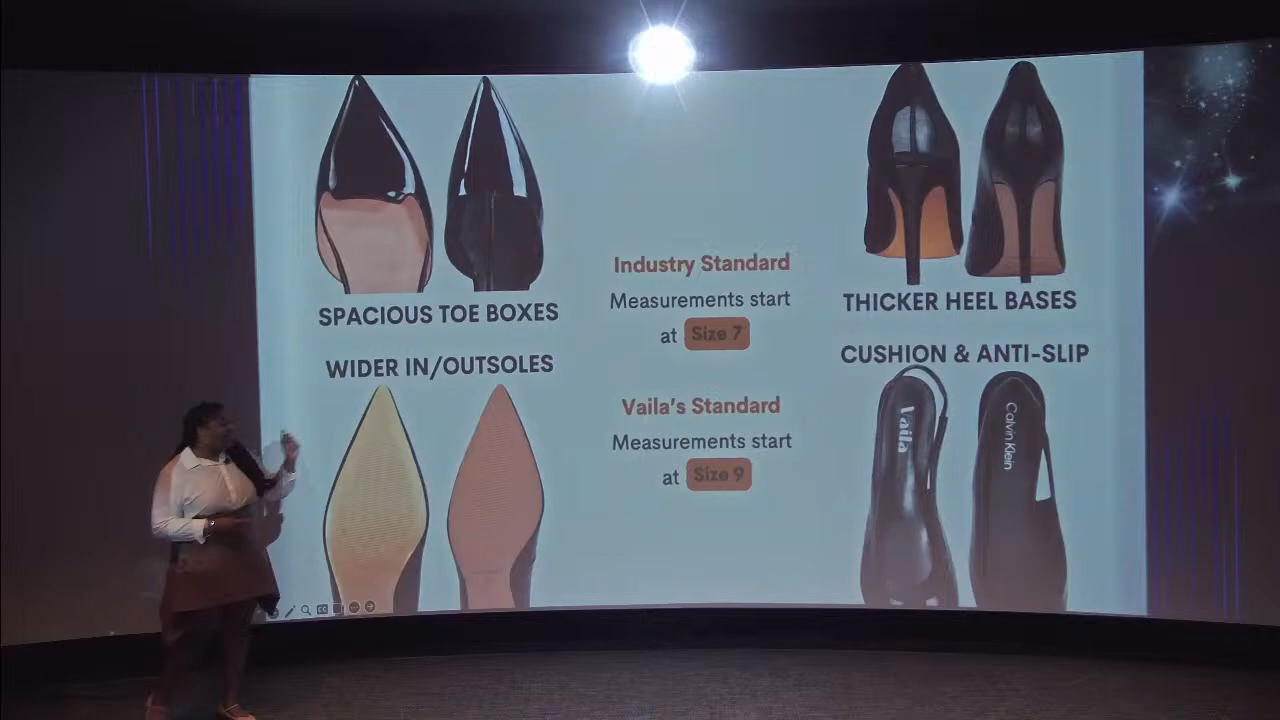 SPACIOUS TOE BOXES
WIDER IN/OUTSOLES
Industry Standard
Measurements start
at Size 7
Vaila's Standard
Measurements start
at Size 9
THICKER HEEL BASES
CUSHION & ANTI-SLIP
Vaila
Calvin Klein